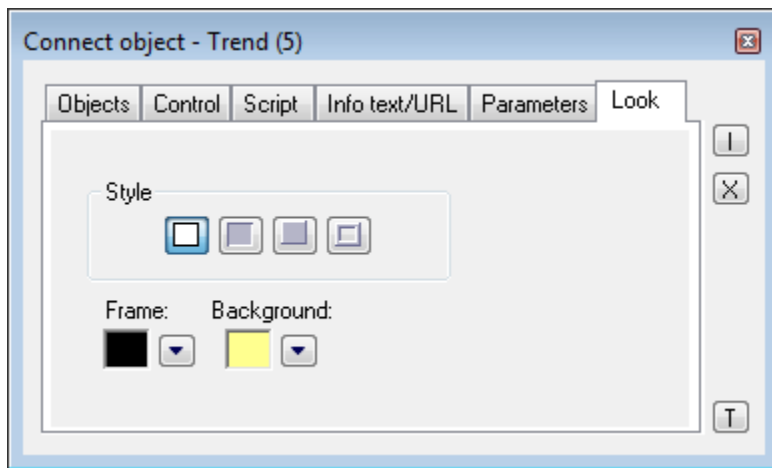 Connect object - Trend (5)
Objects Control Script Info text/URL Parameters Look
I
X
Style
Frame: Background:
T